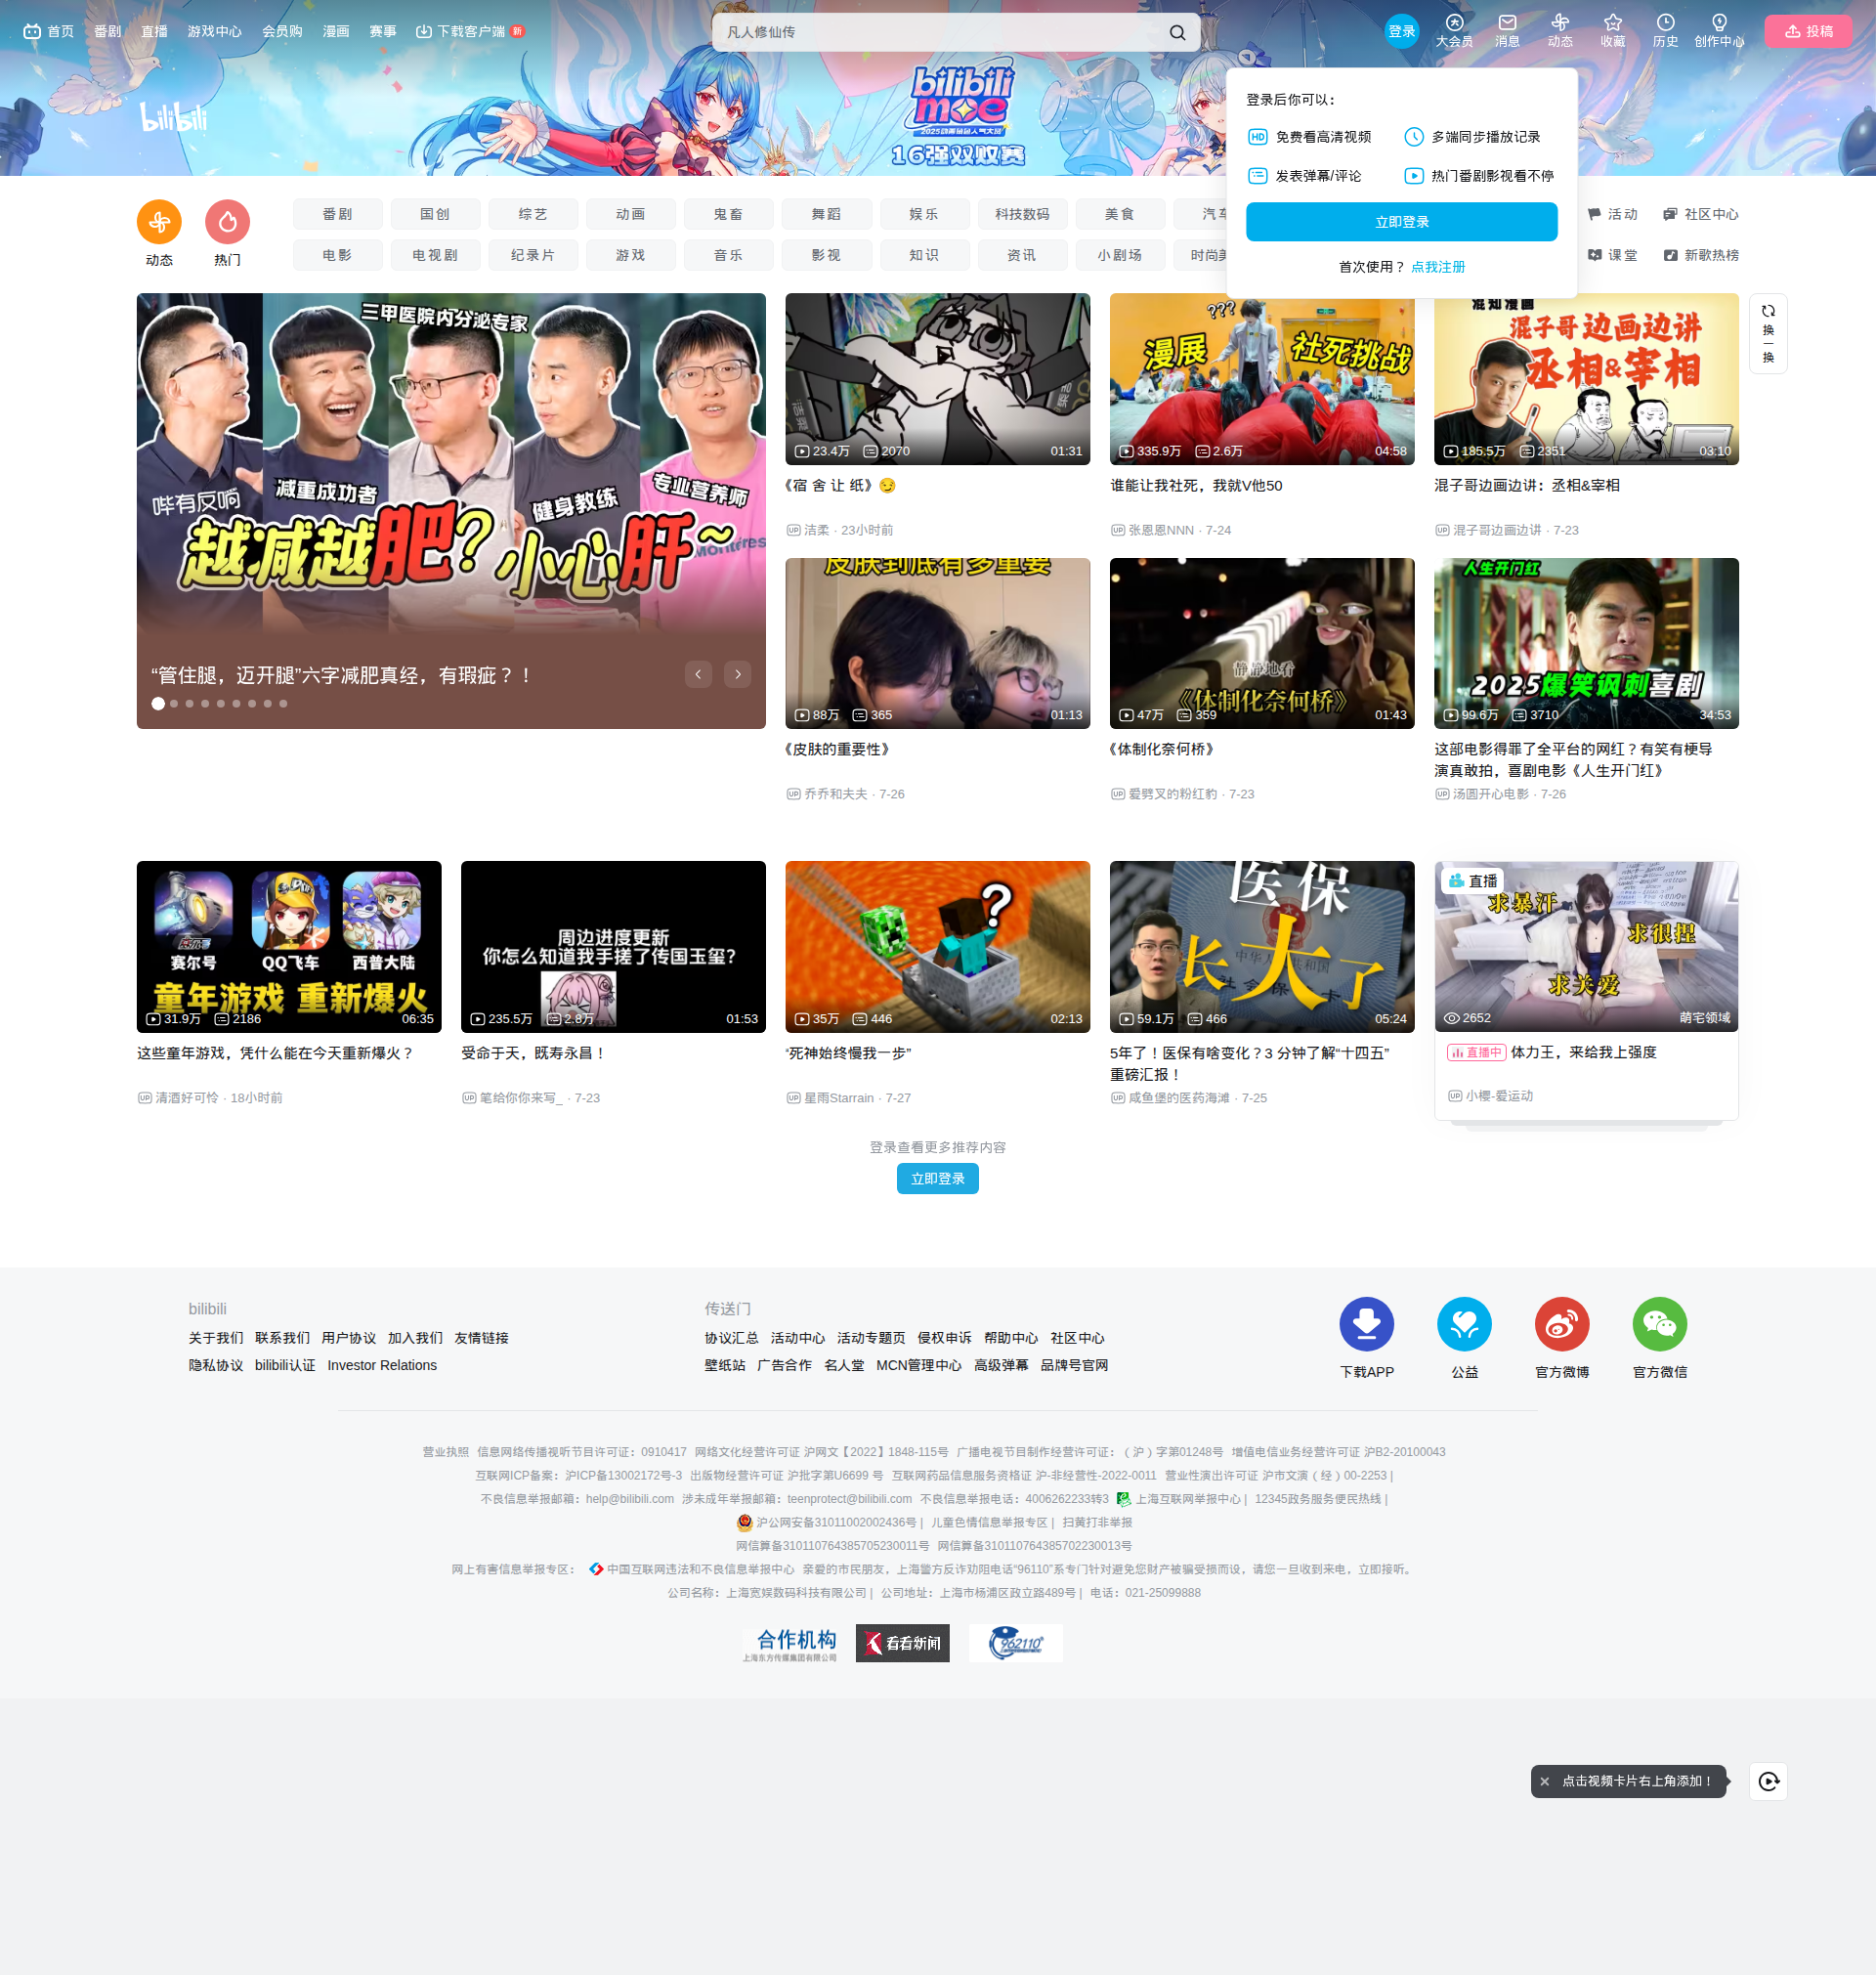 首页 番剧 直播 游戏中心 会员购 漫画 赛事 下载客户端 新
凡人修仙传
登录 大会员 消息 动态 收藏 历史 创作中心 投稿
bilibili
bilibili
moe
2025动画角色人气大赏
16强双败赛
登录后你可以：
HD 免费看高清视频 多端同步播放记录
发表弹幕/评论 热门番剧影视看不停
立即登录
首次使用？ 点我注册
动态 热门
番剧 国创 综艺 动画 鬼畜 舞蹈 娱乐 科技数码 美食 活动 社区中心
电影 电视剧 纪录片 游戏 音乐 影视 知识 资讯 小剧场 课堂 新歌热榜
换一换
三甲医院内分泌专家
哔有反响
减重成功者
健身教练
专业营养师
越减越肥？小心肝~
“管住腿，迈开腿”六字减肥真经，有瑕疵？！
23.4万 2070 01:31
《宿 舍 让 纸》😏
UP 洁柔 · 23小时前
???
漫展 社死挑战
335.9万 2.6万 04:58
谁能让我社死，我就V他50
UP 张恩恩NNN · 7-24
混知漫画
混子哥边画边讲
丞相&宰相
185.5万 2351 03:10
混子哥边画边讲：丞相&宰相
UP 混子哥边画边讲 · 7-23
皮肤到底有多重要
88万 365 01:13
《皮肤的重要性》
UP 乔乔和夫夫 · 7-26
静静地看
《体制化奈何桥》
47万 359 01:43
《体制化奈何桥》
UP 爱劈叉的粉红豹 · 7-23
人生开门红
2025爆笑讽刺喜剧
99.6万 3710 34:53
这部电影得罪了全平台的网红？有笑有梗导
演真敢拍，喜剧电影《人生开门红》
UP 汤圆开心电影 · 7-26
赛尔号 QQ飞车 西普大陆
童年游戏 重新爆火
31.9万 2186 06:35
这些童年游戏，凭什么能在今天重新爆火？
UP 清酒好可怜 · 18小时前
周边进度更新
你怎么知道我手搓了传国玉玺？
235.5万 2.8万 01:53
受命于天，既寿永昌！
UP 笔给你你来写_ · 7-23
?
35万 446 02:13
“死神始终慢我一步”
UP 星雨Starrain · 7-27
医保
长大了
59.1万 466 05:24
5年了！医保有啥变化？3 分钟了解“十四五”
重磅汇报！
UP 咸鱼堡的医药海滩 · 7-25
直播
求暴汗
求很捏
求关爱
2652 萌宅领域
直播中 体力王，来给我上强度
UP 小樱-爱运动
登录查看更多推荐内容
立即登录
bilibili
关于我们 联系我们 用户协议 加入我们 友情链接
隐私协议 bilibili认证 Investor Relations
传送门
协议汇总 活动中心 活动专题页 侵权申诉 帮助中心 社区中心
壁纸站 广告合作 名人堂 MCN管理中心 高级弹幕 品牌号官网
下载APP 公益 官方微博 官方微信
营业执照 信息网络传播视听节目许可证：0910417 网络文化经营许可证 沪网文【2022】1848-115号 广播电视节目制作经营许可证：（沪）字第01248号 增值电信业务经营许可证 沪B2-20100043
互联网ICP备案：沪ICP备13002172号-3 出版物经营许可证 沪批字第U6699 号 互联网药品信息服务资格证 沪-非经营性-2022-0011 营业性演出许可证 沪市文演（经）00-2253 |
不良信息举报邮箱：help@bilibili.com 涉未成年举报邮箱：teenprotect@bilibili.com 不良信息举报电话：4006262233转3 上海互联网举报中心 | 12345政务服务便民热线 |
沪公网安备31011002002436号 | 儿童色情信息举报专区 | 扫黄打非举报
网信算备310110764385705230011号 网信算备310110764385702230013号
网上有害信息举报专区： 中国互联网违法和不良信息举报中心 亲爱的市民朋友，上海警方反诈劝阻电话“96110”系专门针对避免您财产被骗受损而设，请您一旦收到来电，立即接听。
公司名称：上海宽娱数码科技有限公司 | 公司地址：上海市杨浦区政立路489号 | 电话：021-25099888
合作机构
上海东方传媒集团有限公司
看看新闻
962110
点击视频卡片右上角添加！